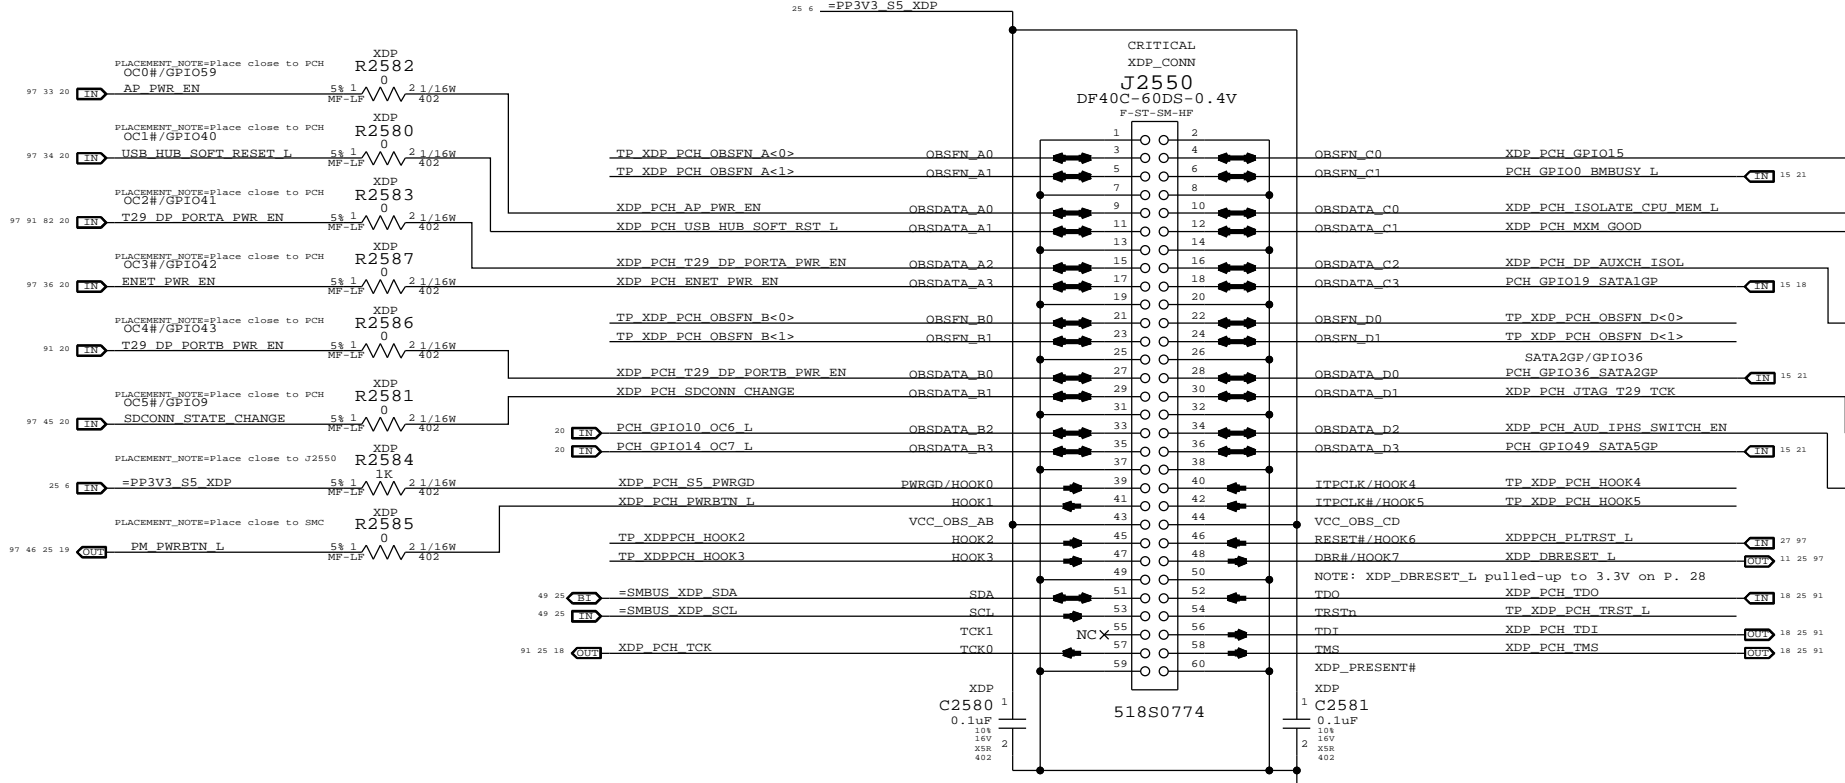 25 6 =PP3V3_S5_XDP
PLACEMENT_NOTE=Place close to PCH
OC0#/GPIO59
XDP
R2582
0
97 33 20 IN AP_PWR_EN 5% 1 2 1/16W
MF-LF 402
PLACEMENT_NOTE=Place close to PCH
OC1#/GPIO40
XDP
R2580
0
97 34 20 IN USB_HUB_SOFT_RESET_L 5% 1 2 1/16W
MF-LF 402
PLACEMENT_NOTE=Place close to PCH
OC2#/GPIO41
XDP
R2583
0
97 91 82 20 IN T29_DP_PORTA_PWR_EN 5% 1 2 1/16W
MF-LF 402
PLACEMENT_NOTE=Place close to PCH
OC3#/GPIO42
XDP
R2587
0
97 36 20 IN ENET_PWR_EN 5% 1 2 1/16W
MF-LF 402
PLACEMENT_NOTE=Place close to PCH
OC4#/GPIO43
XDP
R2586
0
91 20 IN T29_DP_PORTB_PWR_EN 5% 1 2 1/16W
MF-LF 402
PLACEMENT_NOTE=Place close to PCH
OC5#/GPIO9
XDP
R2581
0
97 45 20 IN SDCONN_STATE_CHANGE 5% 1 2 1/16W
MF-LF 402
PLACEMENT_NOTE=Place close to J2550
XDP
R2584
1K
25 6 IN =PP3V3_S5_XDP 5% 1 2 1/16W
MF-LF 402
PLACEMENT_NOTE=Place close to SMC
XDP
R2585
0
97 46 25 19 OUT PM_PWRBTN_L 5% 1 2 1/16W
MF-LF 402
CRITICAL
XDP_CONN
J2550
DF40C-60DS-0.4V
F-ST-SM-HF
1 2
TP_XDP_PCH_OBSFN_A<0> OBSFN_A0 3 4 OBSFN_C0 XDP_PCH_GPIO15
TP_XDP_PCH_OBSFN_A<1> OBSFN_A1 5 6 OBSFN_C1 PCH_GPIO0_BMBUSY_L IN 15 21
7 8
XDP_PCH_AP_PWR_EN OBSDATA_A0 9 10 OBSDATA_C0 XDP_PCH_ISOLATE_CPU_MEM_L
XDP_PCH_USB_HUB_SOFT_RST_L OBSDATA_A1 11 12 OBSDATA_C1 XDP_PCH_MXM_GOOD
13 14
XDP_PCH_T29_DP_PORTA_PWR_EN OBSDATA_A2 15 16 OBSDATA_C2 XDP_PCH_DP_AUXCH_ISOL
XDP_PCH_ENET_PWR_EN OBSDATA_A3 17 18 OBSDATA_C3 PCH_GPIO19_SATA1GP IN 15 18
19 20
TP_XDP_PCH_OBSFN_B<0> OBSFN_B0 21 22 OBSFN_D0 TP_XDP_PCH_OBSFN_D<0>
TP_XDP_PCH_OBSFN_B<1> OBSFN_B1 23 24 OBSFN_D1 TP_XDP_PCH_OBSFN_D<1>
25 26 SATA2GP/GPIO36
XDP_PCH_T29_DP_PORTB_PWR_EN OBSDATA_B0 27 28 OBSDATA_D0 PCH_GPIO36_SATA2GP IN 15 21
XDP_PCH_SDCONN_CHANGE OBSDATA_B1 29 30 OBSDATA_D1 XDP_PCH_JTAG_T29_TCK
31 32
20 IN PCH_GPIO10_OC6_L OBSDATA_B2 33 34 OBSDATA_D2 XDP_PCH_AUD_IPHS_SWITCH_EN
20 IN PCH_GPIO14_OC7_L OBSDATA_B3 35 36 OBSDATA_D3 PCH_GPIO49_SATA5GP IN 15 21
37 38
XDP_PCH_S5_PWRGD PWRGD/HOOK0 39 40 ITPCLK/HOOK4 TP_XDP_PCH_HOOK4
XDP_PCH_PWRBTN_L HOOK1 41 42 ITPCLK#/HOOK5 TP_XDP_PCH_HOOK5
VCC_OBS_AB 43 44 VCC_OBS_CD
TP_XDPPCH_HOOK2 HOOK2 45 46 RESET#/HOOK6 XDPPCH_PLTRST_L IN 27 97
TP_XDPPCH_HOOK3 HOOK3 47 48 DBR#/HOOK7 XDP_DBRESET_L OUT 11 25 97
49 50 NOTE: XDP_DBRESET_L pulled-up to 3.3V on P. 28
49 25 BI =SMBUS_XDP_SDA SDA 51 52 TDO XDP_PCH_TDO IN 18 25 91
49 25 IN =SMBUS_XDP_SCL SCL 53 54 TRSTn TP_XDP_PCH_TRST_L
TCK1 NC 55 56 TDI XDP_PCH_TDI OUT 18 25 91
91 25 18 OUT XDP_PCH_TCK TCK0 57 58 TMS XDP_PCH_TMS OUT 18 25 91
59 60 XDP_PRESENT#
518S0774
XDP
C2580 1
0.1uF
10%
16V 2
X5R
402
XDP
1 C2581
0.1uF
10%
2 16V
X5R
402